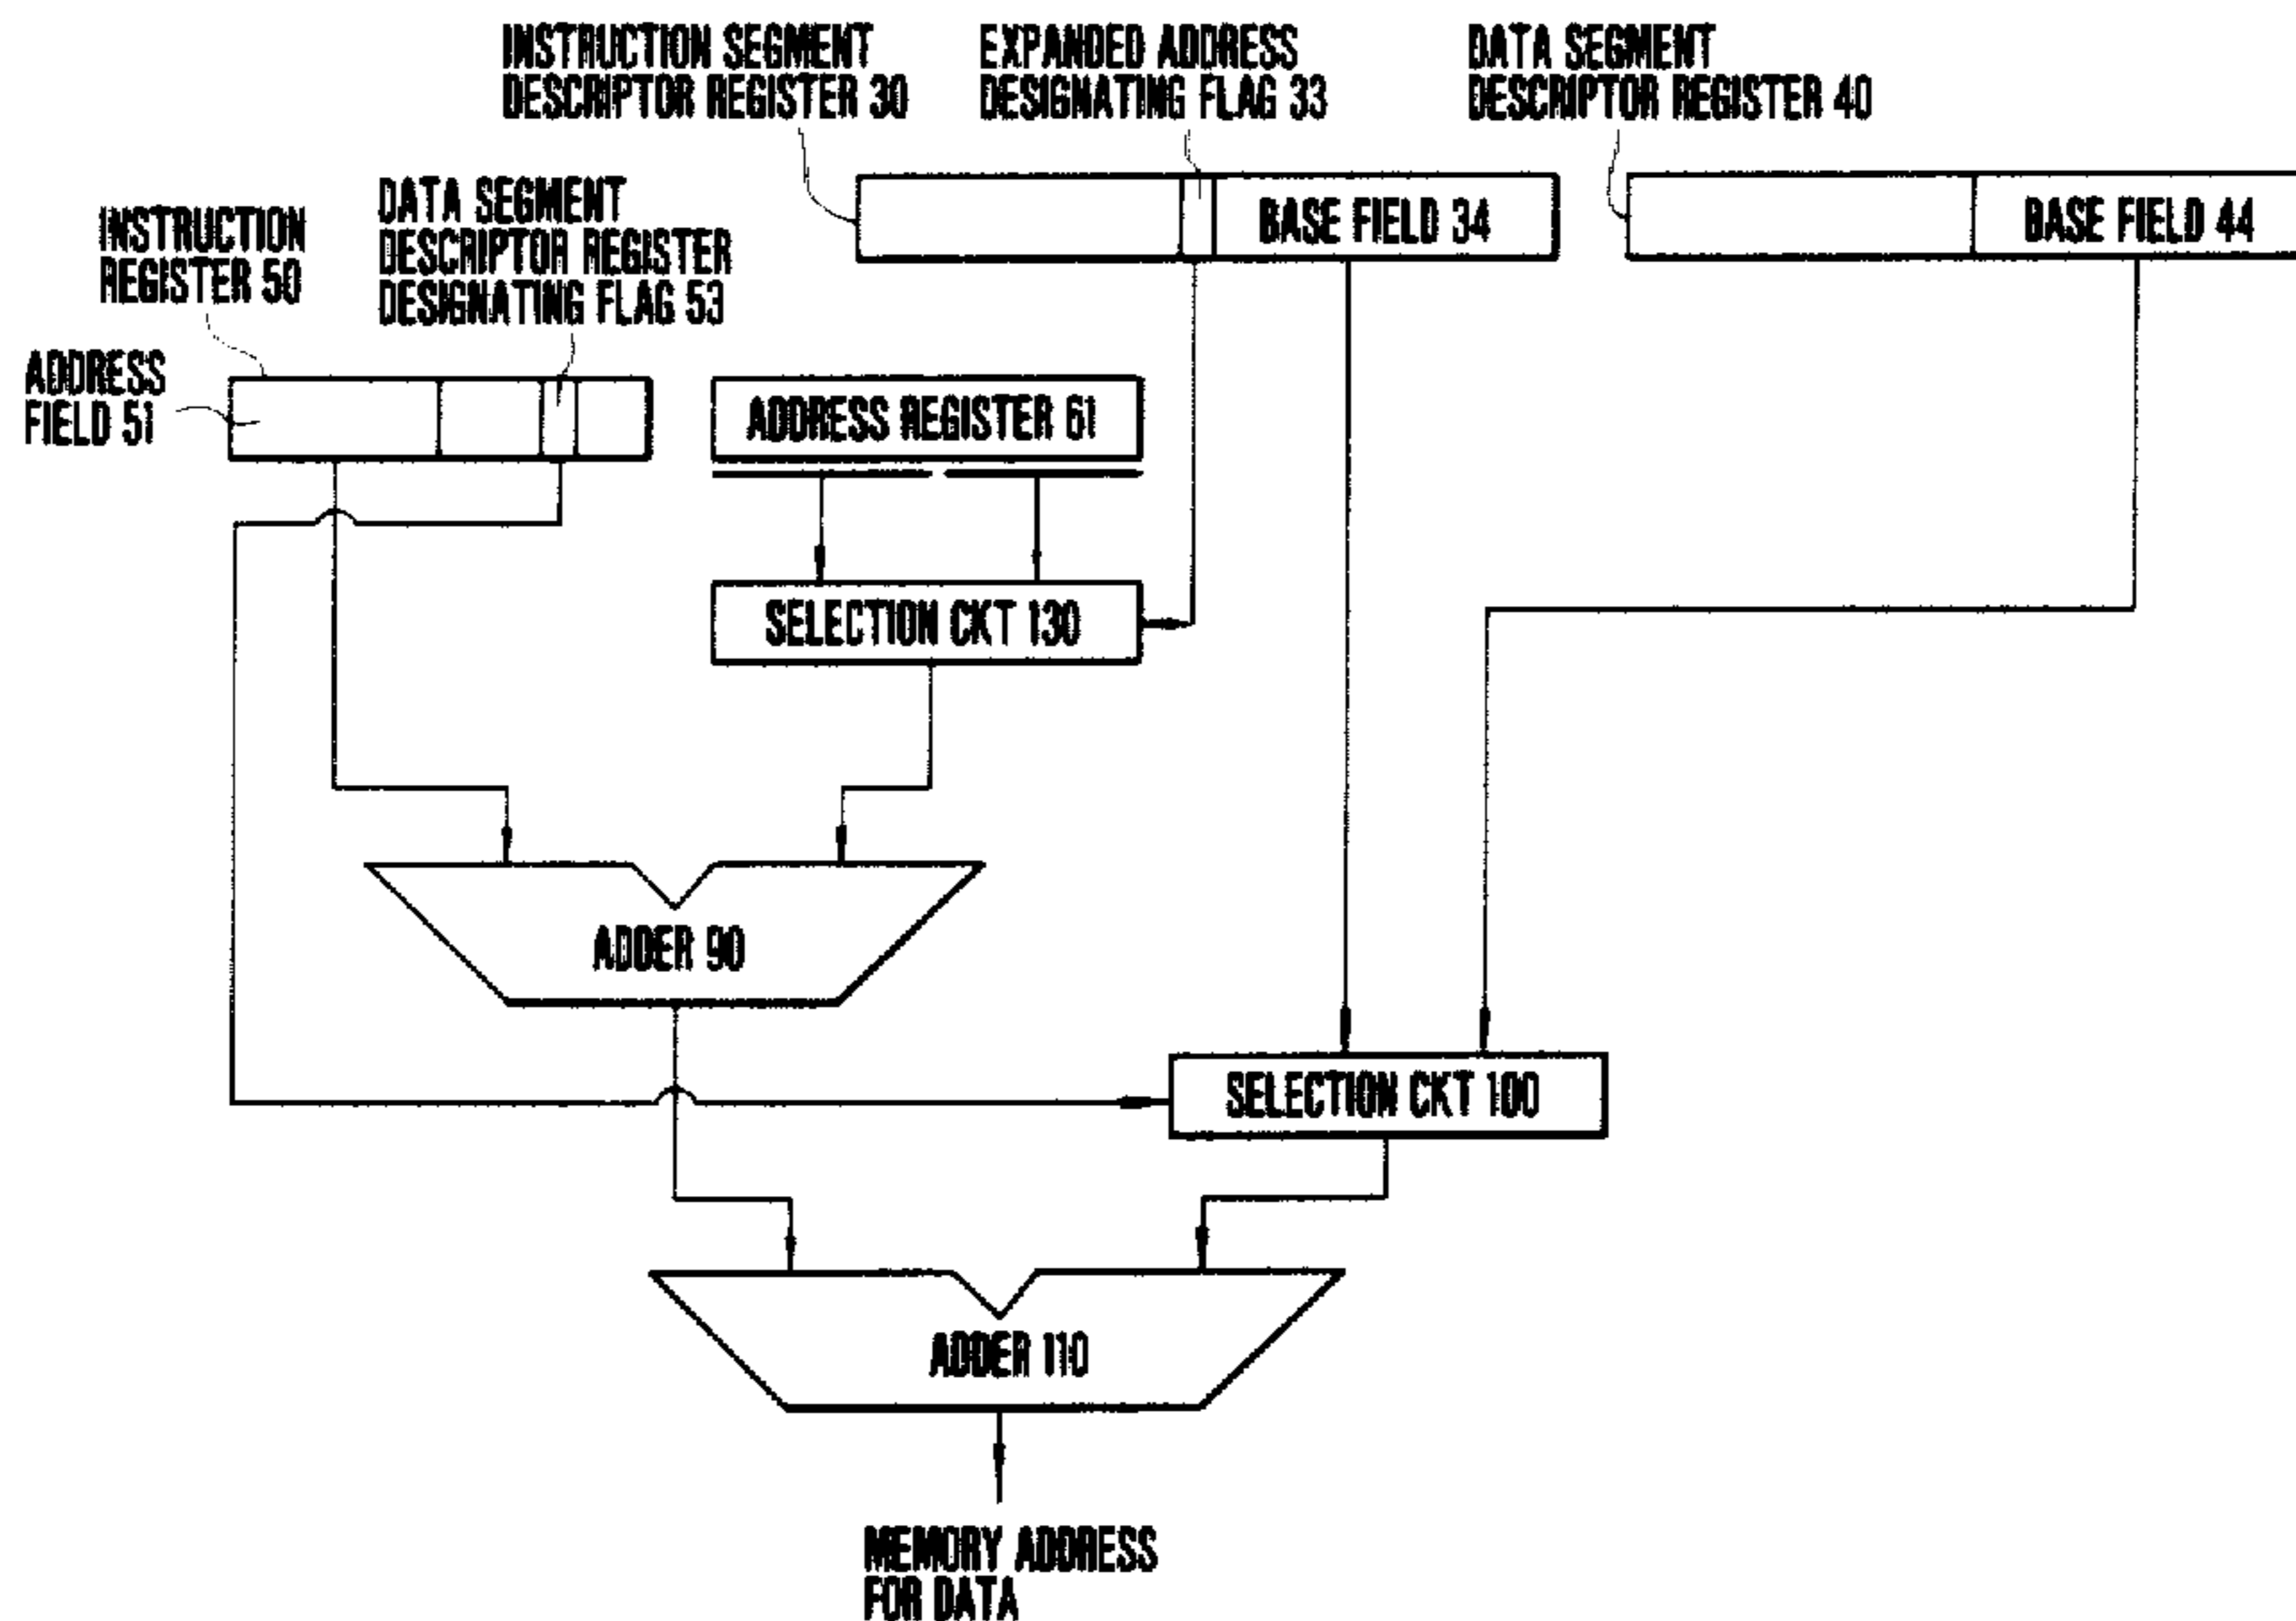 INSTRUCTION SEGMENT
DESCRIPTOR REGISTER 30
EXPANDED ADDRESS
DESIGNATING FLAG 33
DATA SEGMENT
DESCRIPTOR REGISTER 40
BASE FIELD 34
BASE FIELD 44
INSTRUCTION
REGISTER 50
DATA SEGMENT
DESCRIPTOR REGISTER
DESIGNATING FLAG 53
ADDRESS
FIELD 51
ADDRESS REGISTER 61
SELECTION CKT 130
ADDER 90
SELECTION CKT 100
ADDER 110
MEMORY ADDRESS
FOR DATA